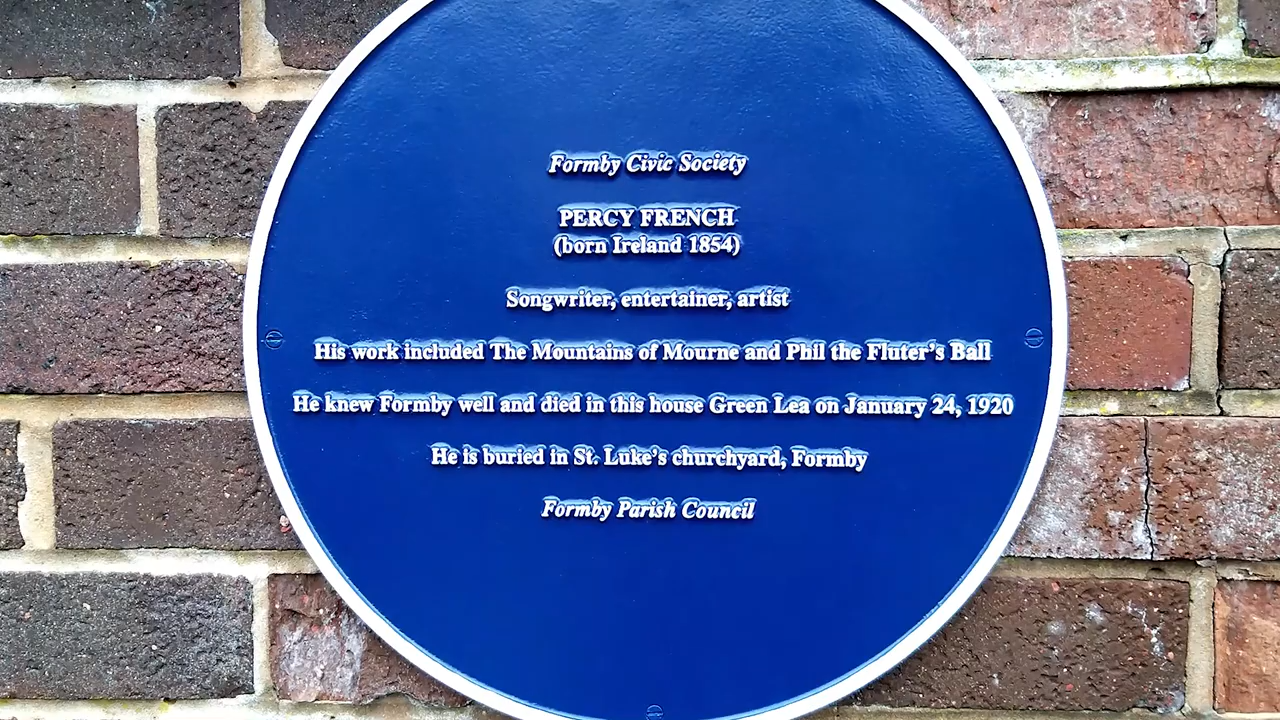 Formby Civic Society
PERCY FRENCH
(born Ireland 1854)
Songwriter, entertainer, artist
His work included The Mountains of Mourne and Phil the Fluter's Ball
He knew Formby well and died in this house Green Lea on January 24, 1920
He is buried in St. Luke's churchyard, Formby
Formby Parish Council